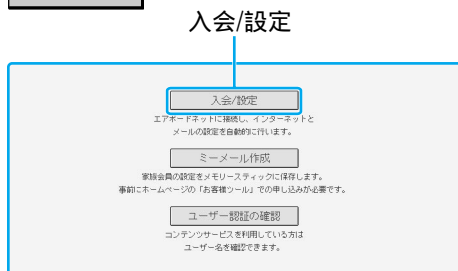 入会/設定
入会/設定
エアボードネットに接続し、インターネットと
メールの設定を自動的に行います。
ミーメール作成
家族会員の設定をメモリースティックに保存します。
事前にホームページの「お客様ツール」での申し込みが必要です。
ユーザー認証の確認
コンテンツサービスを利用している方は
ユーザー名を確認できます。